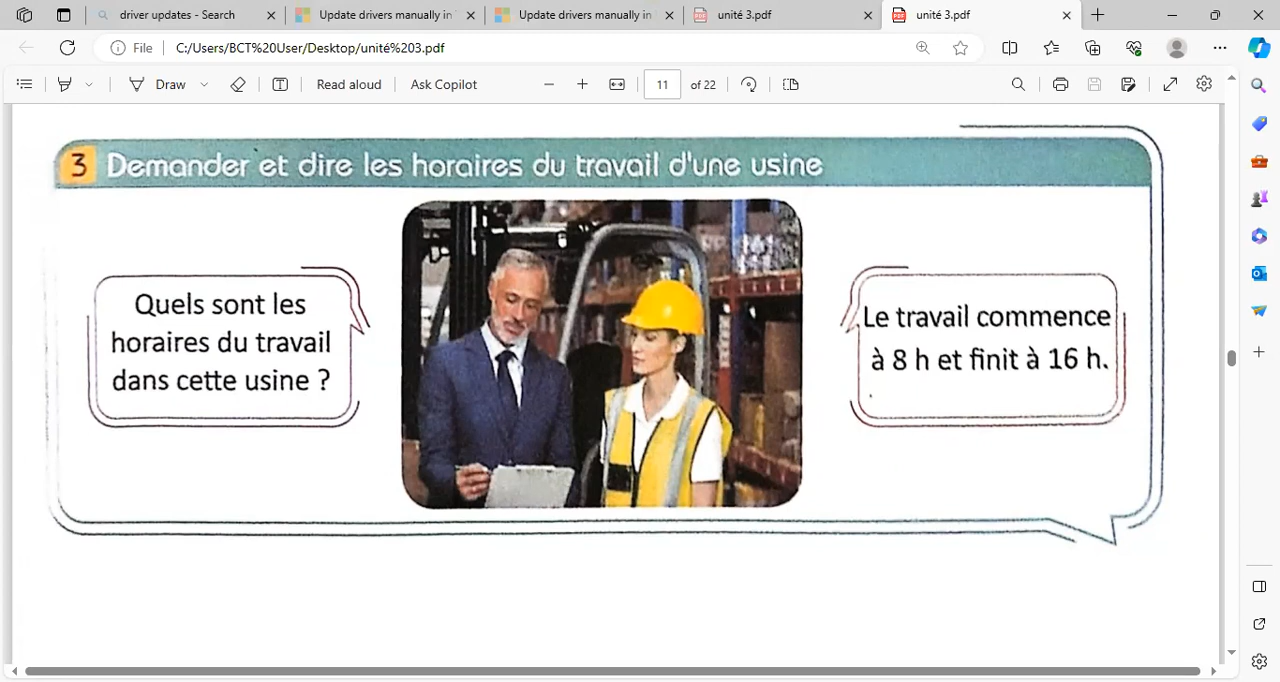 driver updates - Search
Update drivers manually in
Update drivers manually in
unité 3.pdf
unité 3.pdf
File
C:/Users/BCT%20User/Desktop/unité%203.pdf
Draw
Read aloud
Ask Copilot
11
of 22
3 Demander et dire les horaires du travail d'une usine
Quels sont les
horaires du travail
dans cette usine ?
Le travail commence
à 8 h et finit à 16 h.